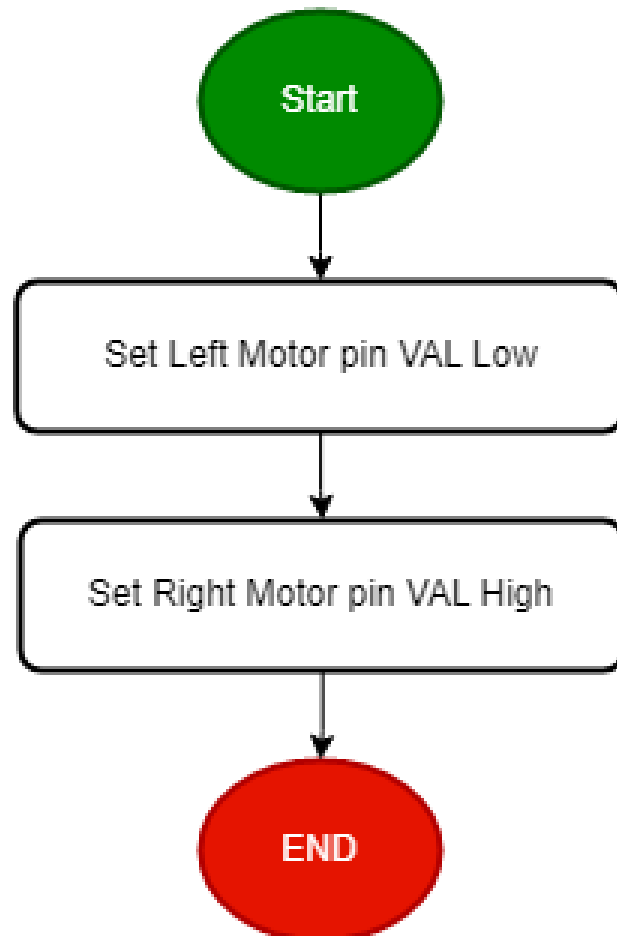 Start
Set Left Motor pin VAL Low
Set Right Motor pin VAL High
END